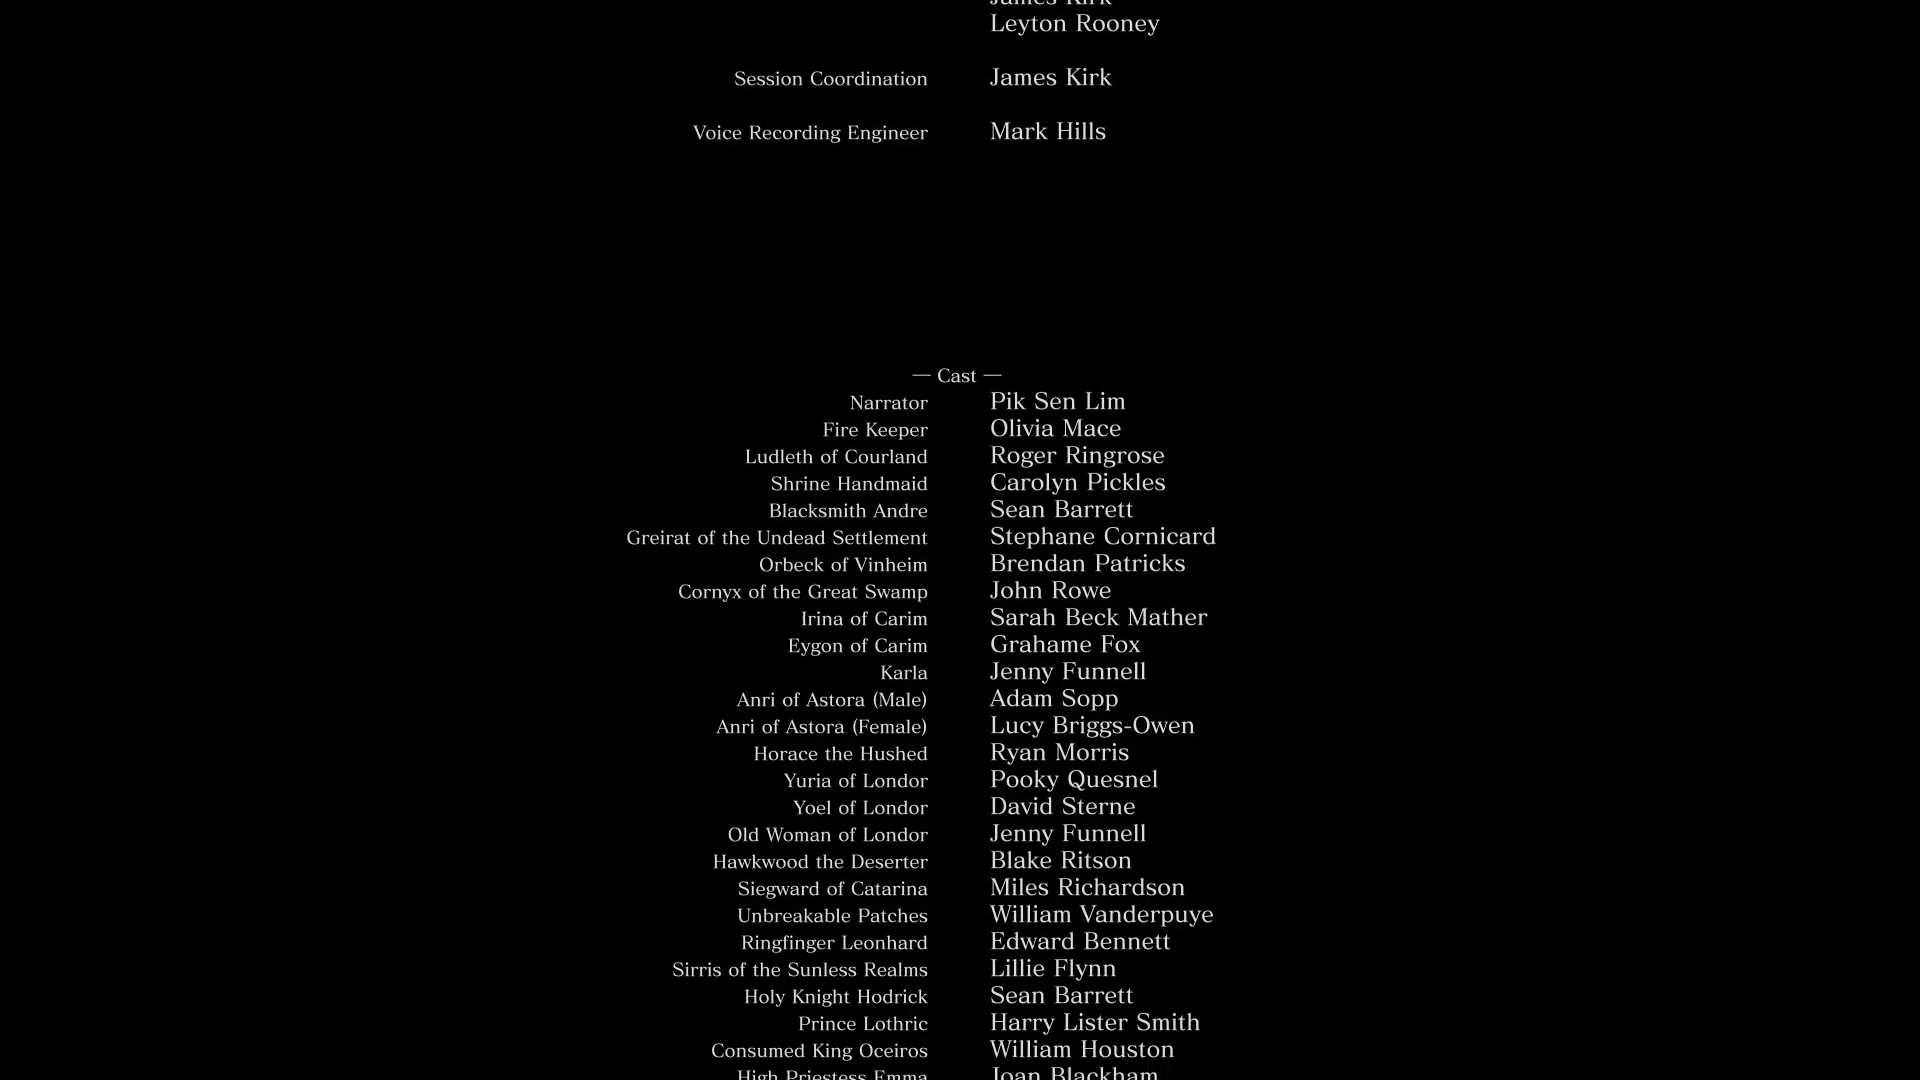 James Kirk
Leyton Rooney
Session Coordination James Kirk
Voice Recording Engineer Mark Hills
— Cast —
Narrator Pik Sen Lim
Fire Keeper Olivia Mace
Ludleth of Courland Roger Ringrose
Shrine Handmaid Carolyn Pickles
Blacksmith Andre Sean Barrett
Greirat of the Undead Settlement Stephane Cornicard
Orbeck of Vinheim Brendan Patricks
Cornyx of the Great Swamp John Rowe
Irina of Carim Sarah Beck Mather
Eygon of Carim Grahame Fox
Karla Jenny Funnell
Anri of Astora (Male) Adam Sopp
Anri of Astora (Female) Lucy Briggs-Owen
Horace the Hushed Ryan Morris
Yuria of Londor Pooky Quesnel
Yoel of Londor David Sterne
Old Woman of Londor Jenny Funnell
Hawkwood the Deserter Blake Ritson
Siegward of Catarina Miles Richardson
Unbreakable Patches William Vanderpuye
Ringfinger Leonhard Edward Bennett
Sirris of the Sunless Realms Lillie Flynn
Holy Knight Hodrick Sean Barrett
Prince Lothric Harry Lister Smith
Consumed King Oceiros William Houston
High Priestess Emma Joan Blackham